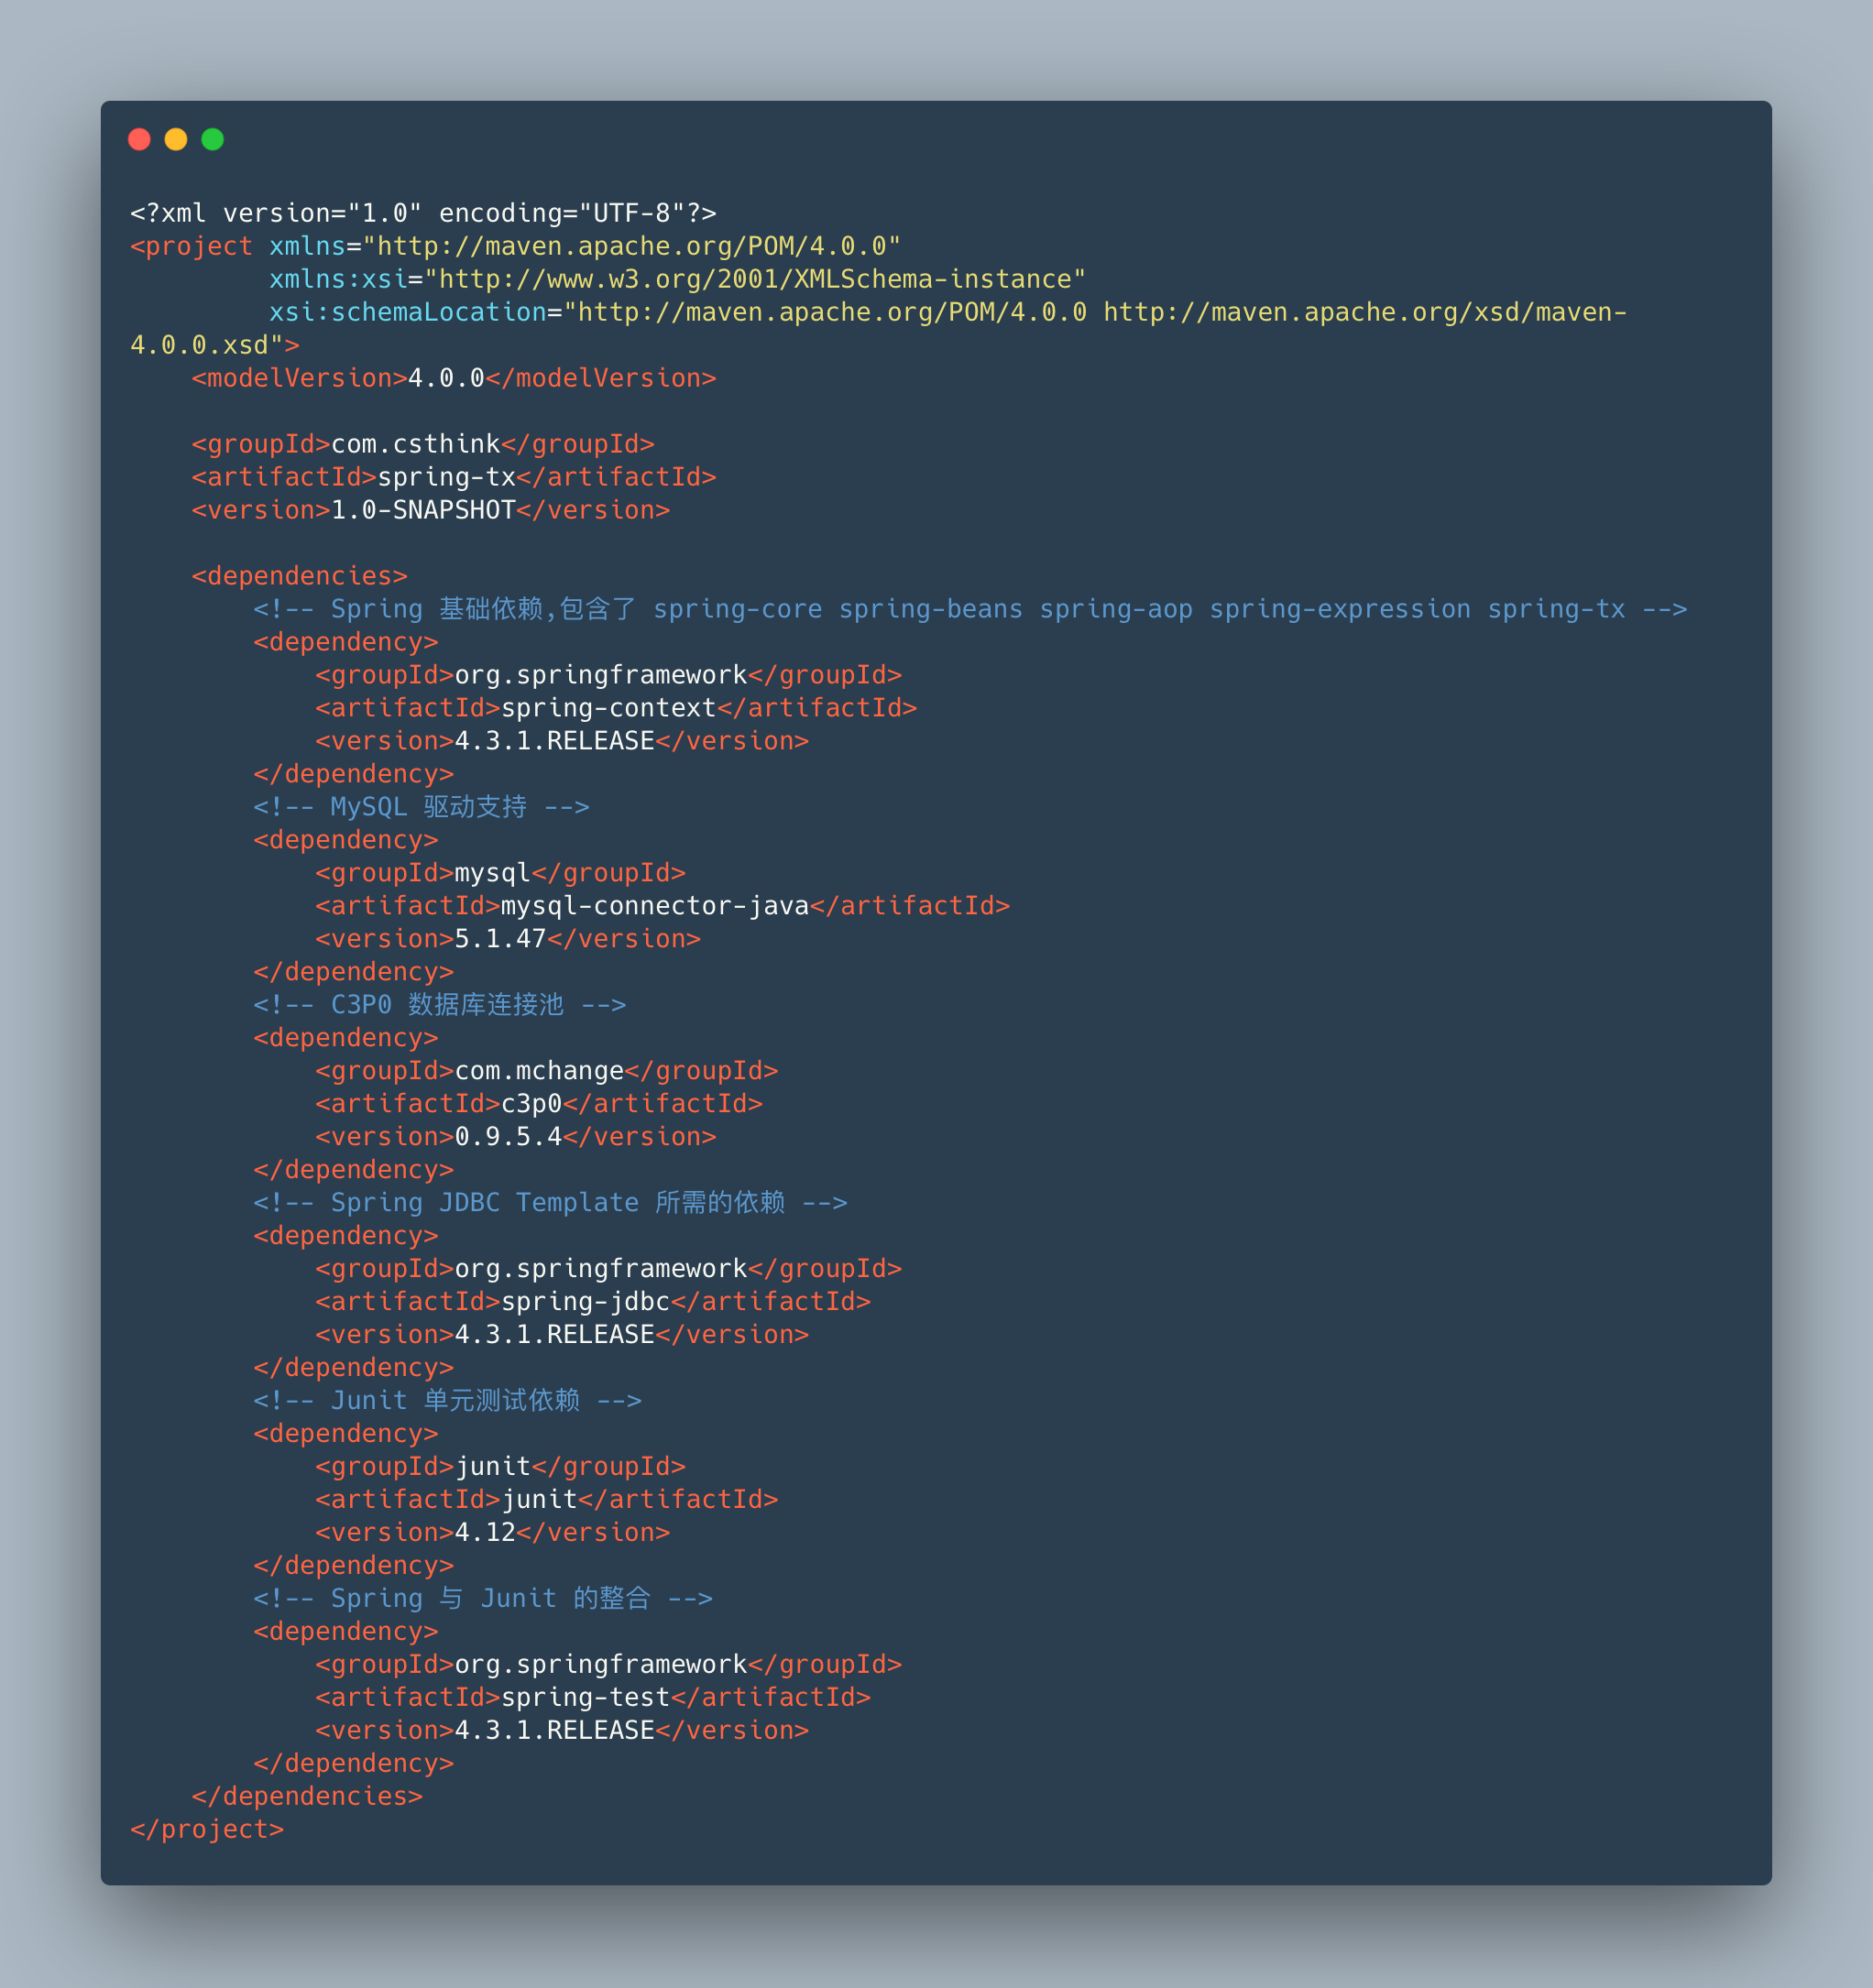 <?xml version="1.0" encoding="UTF-8"?>
<project xmlns="http://maven.apache.org/POM/4.0.0"
         xmlns:xsi="http://www.w3.org/2001/XMLSchema-instance"
         xsi:schemaLocation="http://maven.apache.org/POM/4.0.0 http://maven.apache.org/xsd/maven-
4.0.0.xsd">
    <modelVersion>4.0.0</modelVersion>

    <groupId>com.csthink</groupId>
    <artifactId>spring-tx</artifactId>
    <version>1.0-SNAPSHOT</version>

    <dependencies>
        <!-- Spring 基础依赖,包含了 spring-core spring-beans spring-aop spring-expression spring-tx -->
        <dependency>
            <groupId>org.springframework</groupId>
            <artifactId>spring-context</artifactId>
            <version>4.3.1.RELEASE</version>
        </dependency>
        <!-- MySQL 驱动支持 -->
        <dependency>
            <groupId>mysql</groupId>
            <artifactId>mysql-connector-java</artifactId>
            <version>5.1.47</version>
        </dependency>
        <!-- C3P0 数据库连接池 -->
        <dependency>
            <groupId>com.mchange</groupId>
            <artifactId>c3p0</artifactId>
            <version>0.9.5.4</version>
        </dependency>
        <!-- Spring JDBC Template 所需的依赖 -->
        <dependency>
            <groupId>org.springframework</groupId>
            <artifactId>spring-jdbc</artifactId>
            <version>4.3.1.RELEASE</version>
        </dependency>
        <!-- Junit 单元测试依赖 -->
        <dependency>
            <groupId>junit</groupId>
            <artifactId>junit</artifactId>
            <version>4.12</version>
        </dependency>
        <!-- Spring 与 Junit 的整合 -->
        <dependency>
            <groupId>org.springframework</groupId>
            <artifactId>spring-test</artifactId>
            <version>4.3.1.RELEASE</version>
        </dependency>
    </dependencies>
</project>